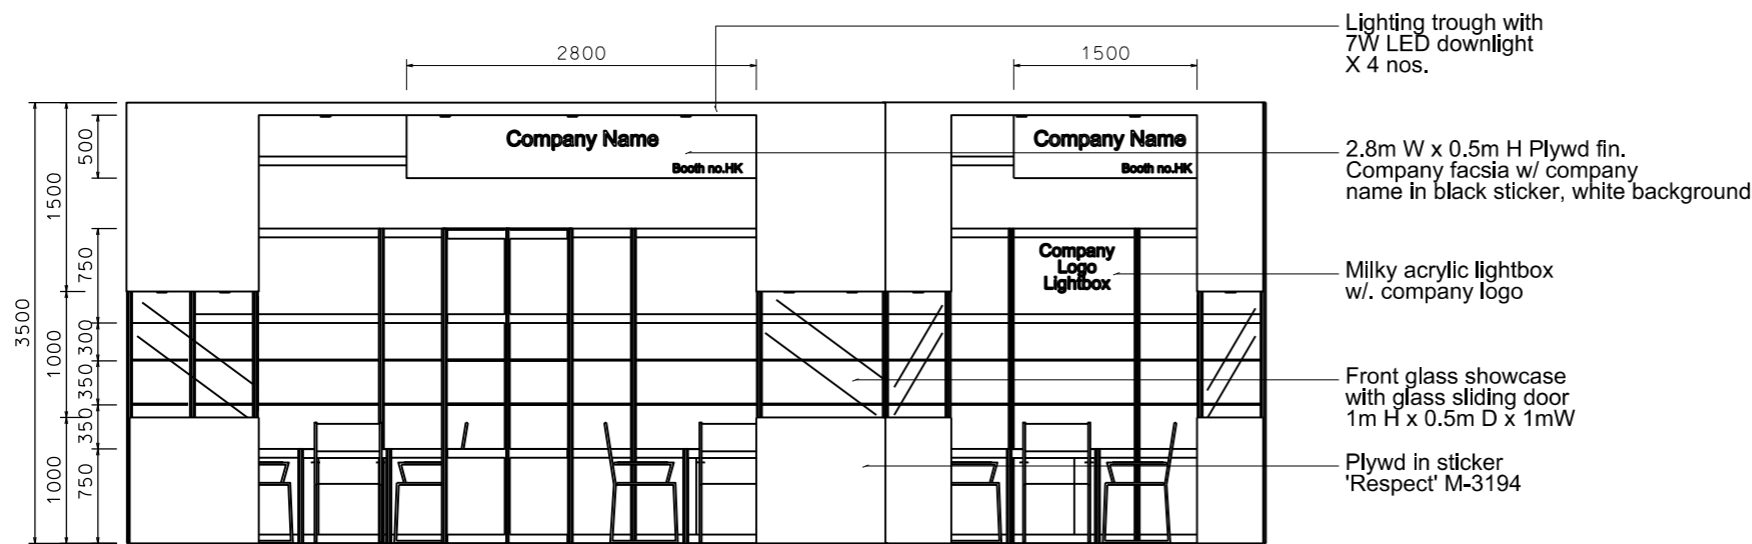 Lighting trough with
7W LED downlight
X 4 nos.
2800
1500
500
Company Name
Booth no.HK
Company Name
Booth no.HK
2.8m W x 0.5m H Plywd fin.
Company facsia w/ company
name in black sticker, white background
1500
750
Company
Logo
Lightbox
Milky acrylic lightbox
w/. company logo
3500
1000
300
350
350
Front glass showcase
with glass sliding door
1m H x 0.5m D x 1mW
1000
750
Plywd in sticker
'Respect' M-3194